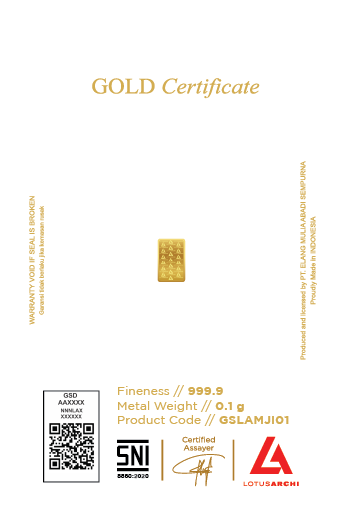 GOLD Certificate
WARRANTY VOID IF SEAL IS BROKEN
Garansi tidak berlaku jika kemasan rusak
Produced and licensed by PT. ELANG MULIA ABADI SEMPURNA
Proudly Made in INDONESIA
GSD
AAXXXX
NNNLAX
XXXXXX
Fineness // 999.9
Metal Weight // 0.1 g
Product Code // GSLAMJI01
SNI
8880:2020
Certified
Assayer
LOTUSARCHI